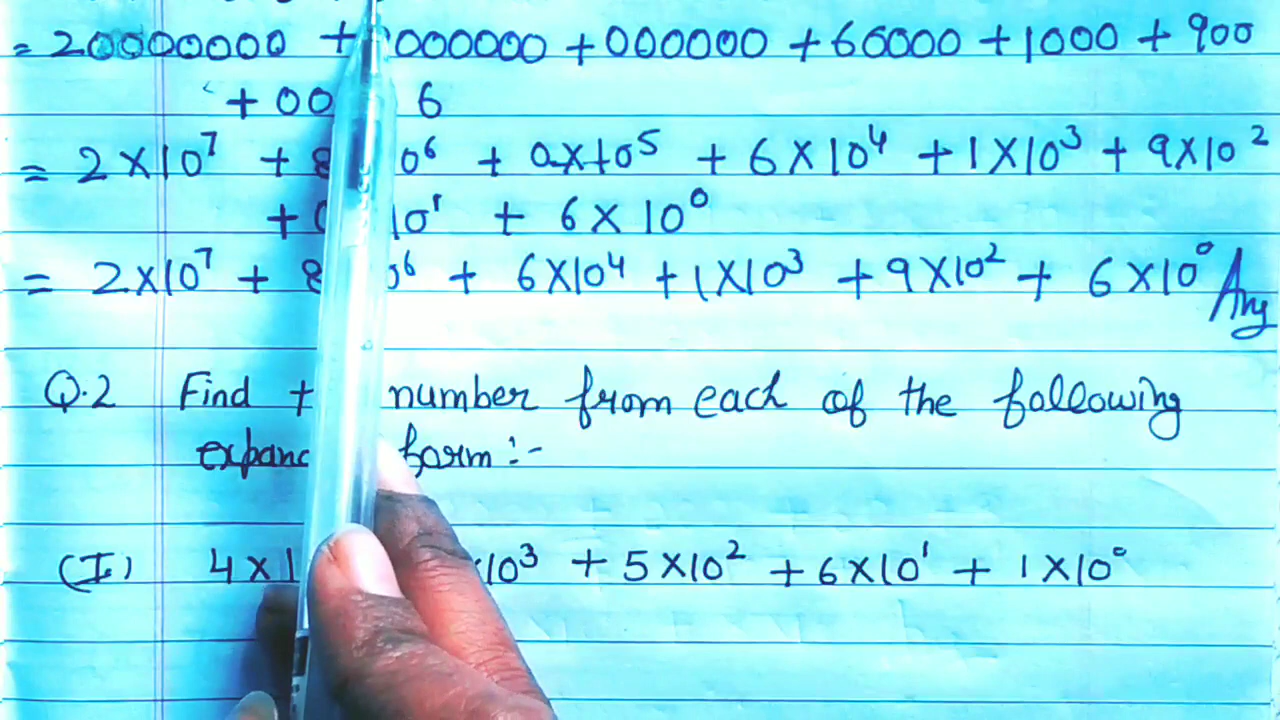 = 20000000 + 000000 + 000000 + 60000 + 1000 + 900
+ 00 6
= 2 × 10⁷ + 8 0⁶ + 0×10⁵ + 6 × 10⁴ + 1 × 10³ + 9 × 10²
+ 0 10¹ + 6 × 10⁰
= 2×10⁷ + 8 0⁶ + 6×10⁴ + 1×10³ + 9×10² + 6×10⁰ Ans
Q.2 Find number from each of the following
form :-
(I) 4×1 10³ + 5×10² + 6×10¹ + 1×10⁰